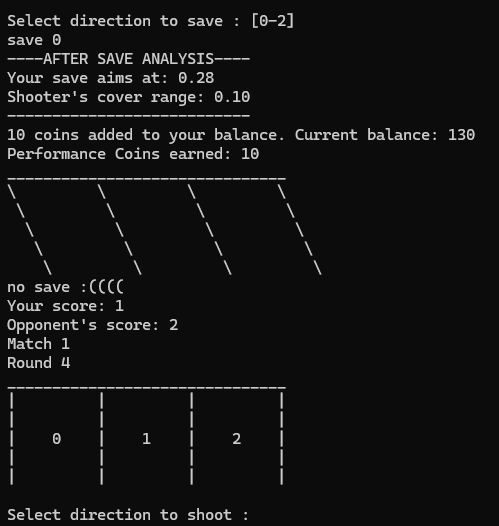 Select direction to save : [0-2]
save 0
----AFTER SAVE ANALYSIS----
Your save aims at: 0.28
Shooter's cover range: 0.10
---------------------------
10 coins added to your balance. Current balance: 130
Performance Coins earned: 10
_______________________________
\         \         \         \
 \         \         \         \
  \         \         \         \
   \         \         \         \
    \         \         \         \
no save :((((
Your score: 1
Opponent's score: 2
Match 1
Round 4
_______________________________
|         |         |         |
|         |         |         |
|    0    |    1    |    2    |
|         |         |         |
|         |         |         |
Select direction to shoot :